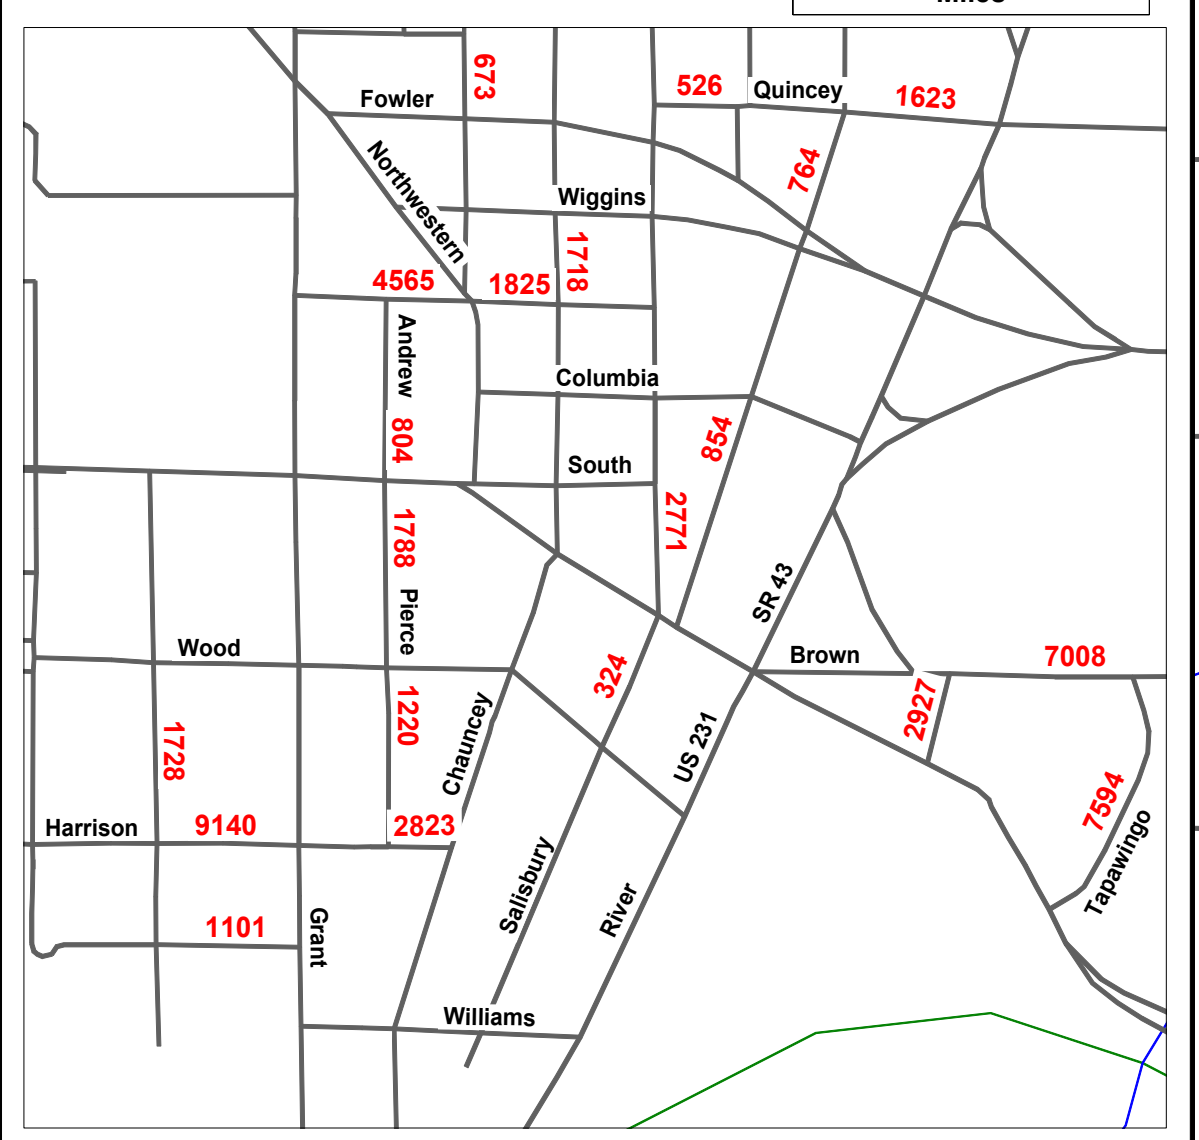 673
526
Quincey
1623
Fowler
764
Northwestern
Wiggins
1718
4565
1825
Andrew
Columbia
804
854
South
2771
1788
SR 43
Pierce
Wood
Brown
7008
324
2927
1220
Chauncey
US 231
1728
7594
Harrison
9140
2823
Tapawingo
Salisbury
River
1101
Grant
Williams